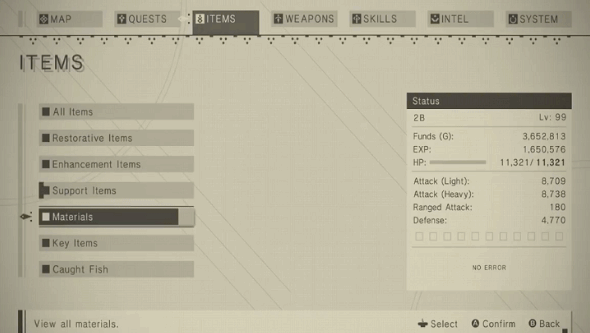 MAP QUESTS ITEMS WEAPONS SKILLS INTEL SYSTEM
ITEMS
All Items
Restorative Items
Enhancement Items
Support Items
Materials
Key Items
Caught Fish
Status
2B Lv: 99
Funds (G): 3,652,813
EXP: 1,650,576
HP: 11,321/ 11,321
Attack (Light): 8,709
Attack (Heavy): 8,738
Ranged Attack: 180
Defense: 4,770
NO ERROR
View all materials. Select A Confirm B Back